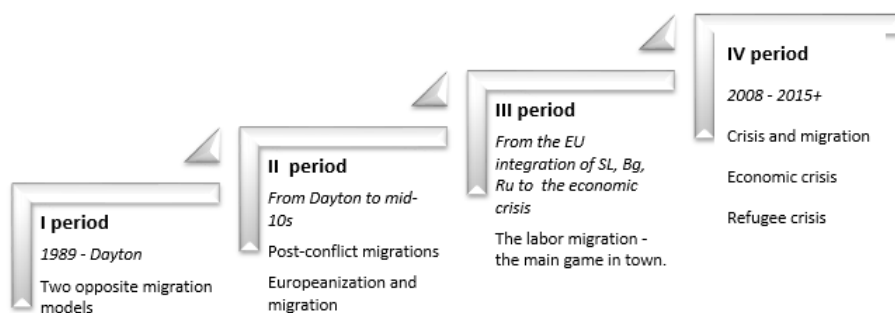 I period
1989 - Dayton
Two opposite migration
models
II  period
From Dayton to mid-
10s
Post-conflict migrations
Europeanization and
migration
III period
From the EU
integration of SL, Bg,
Ru to  the economic
crisis
The labor migration -
the main game in town.
IV period
2008 - 2015+
Crisis and migration
Economic crisis
Refugee crisis